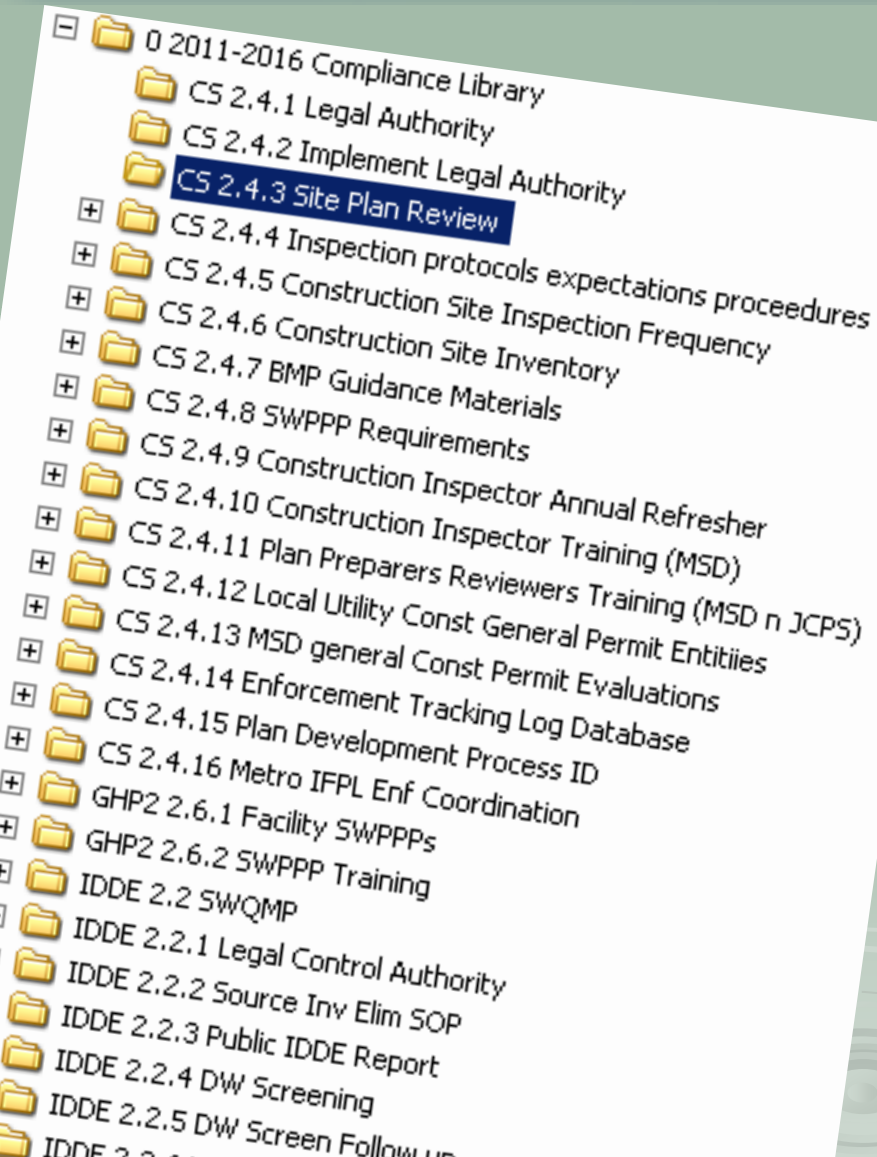 0 2011-2016 Compliance Library
CS 2.4.1 Legal Authority
CS 2.4.2 Implement Legal Authority
CS 2.4.3 Site Plan Review
CS 2.4.4 Inspection protocols expectations proceedures
CS 2.4.5 Construction Site Inspection Frequency
CS 2.4.6 Construction Site Inventory
CS 2.4.7 BMP Guidance Materials
CS 2.4.8 SWPPP Requirements
CS 2.4.9 Construction Inspector Annual Refresher
CS 2.4.10 Construction Inspector Training (MSD)
CS 2.4.11 Plan Preparers Reviewers Training (MSD n JCPS)
CS 2.4.12 Local Utility Const General Permit Entitiies
CS 2.4.13 MSD general Const Permit Evaluations
CS 2.4.14 Enforcement Tracking Log Database
CS 2.4.15 Plan Development Process ID
CS 2.4.16 Metro IFPL Enf Coordination
GHP2 2.6.1 Facility SWPPPs
GHP2 2.6.2 SWPPP Training
IDDE 2.2 SWQMP
IDDE 2.2.1 Legal Control Authority
IDDE 2.2.2 Source Inv Elim SOP
IDDE 2.2.3 Public IDDE Report
IDDE 2.2.4 DW Screening
IDDE 2.2.5 DW Screen Follow
IDDE